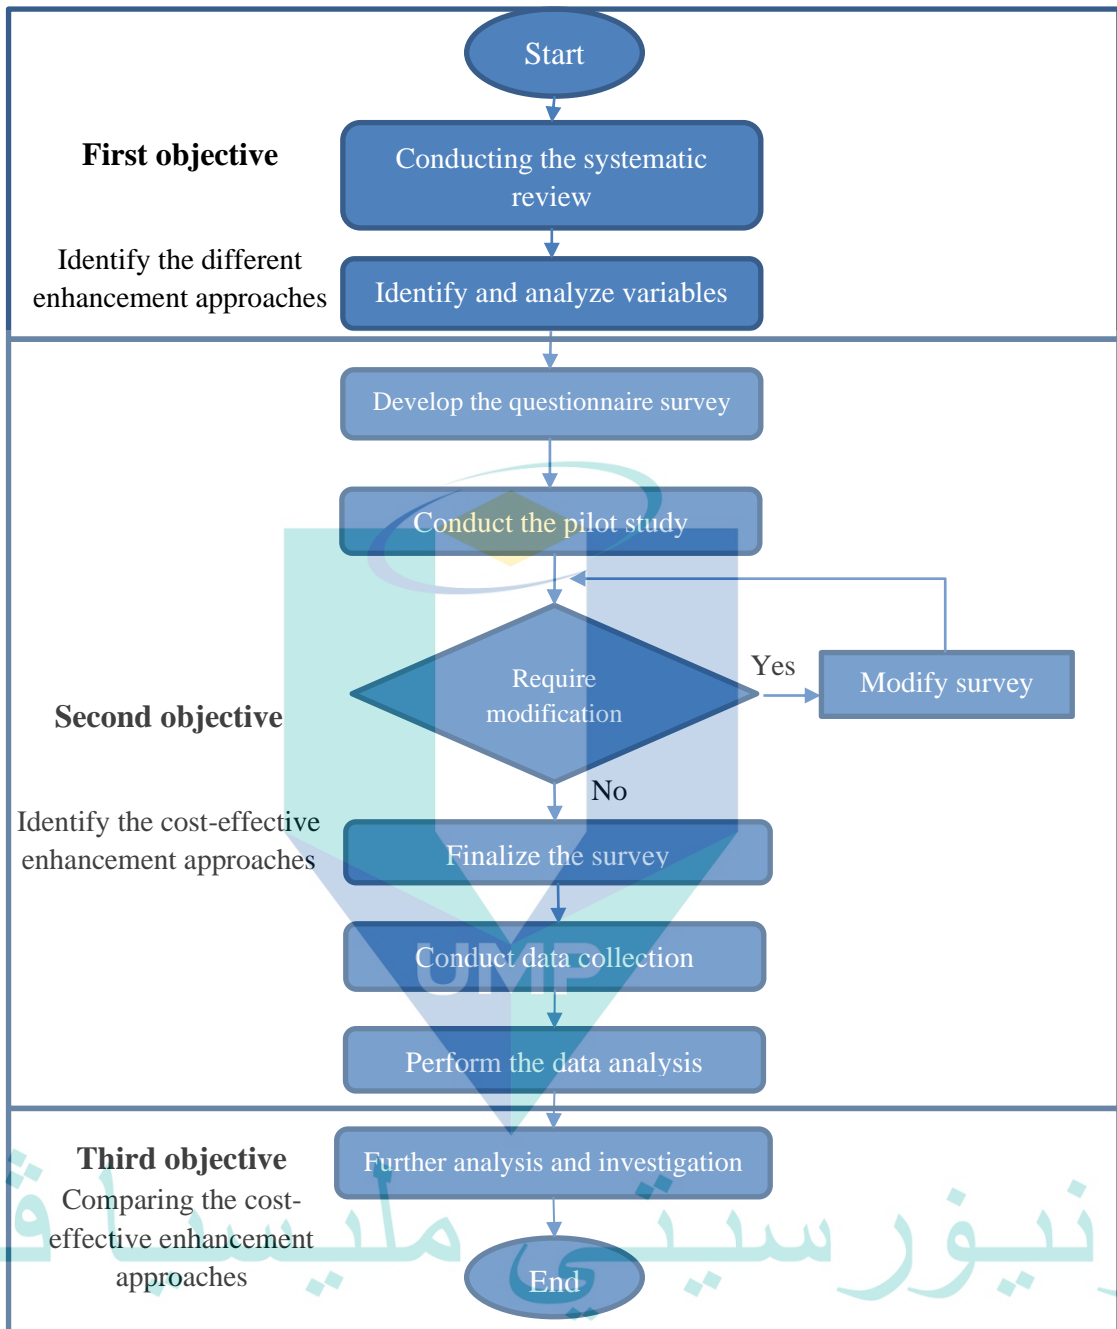 Start
First objective
Conducting the systematic
review
Identify the different
enhancement approaches
Identify and analyze variables
Develop the questionnaire survey
Conduct the pilot study
Require
modification
Yes
Modify survey
Second objective
No
Identify the cost-effective
enhancement approaches
Finalize the survey
UMP
Conduct data collection
Perform the data analysis
Third objective
Further analysis and investigation
Comparing the cost-
effective enhancement
approaches
End
مليسيا